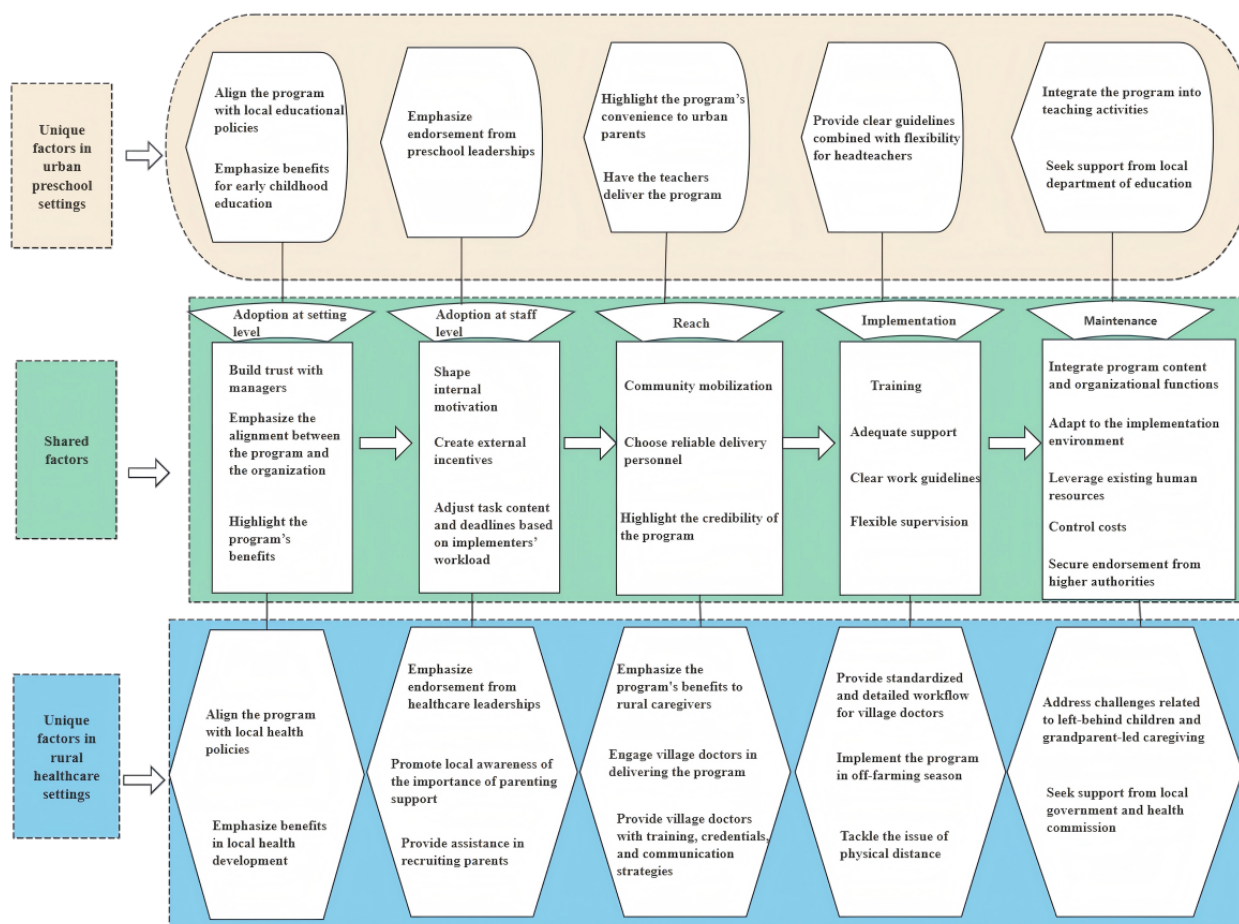 Unique
factors in
urban
preschool
settings
Align the program
with local educational
policies
Emphasize benefits
for early childhood
education
Emphasize
endorsement from
preschool leaderships
Highlight the program's
convenience to urban
parents
Have the teachers
deliver the program
Provide clear guidelines
combined with flexibility
for headteachers
Integrate the program into
teaching activities
Seek support from local
department of education
Shared
factors
Adoption at setting
level
Build trust with
managers
Emphasize the
alignment between
the program and
the organization
Highlight the
program's
benefits
Adoption at staff
level
Shape
internal
motivation
Create external
incentives
Adjust task content
and deadlines based
on implementers'
workload
Reach
Community mobilization
Choose reliable delivery
personnel
Highlight the credibility of
the program
Implementation
Training
Adequate support
Clear work guidelines
Flexible supervision
Maintenance
Integrate program content
and organizational functions
Adapt to the implementation
environment
Leverage existing human
resources
Control costs
Secure endorsement from
higher authorities
Unique
factors in
rural
healthcare
settings
Align the program
with local health
policies
Emphasize benefits
in local health
development
Emphasize
endorsement from
healthcare leaderships
Promote local awareness
of the importance of parenting
support
Provide assistance in
recruiting parents
Emphasize the
program's benefits to
rural caregivers
Engage village doctors in
delivering the program
Provide village doctors
with training, credentials,
and communication
strategies
Provide standardized
and detailed workflow
for village doctors
Implement the program
in off-farming season
Tackle the issue of
physical distance
Address challenges related
to left-behind children and
grandparent-led caregiving
Seek support from local
government and health
commission